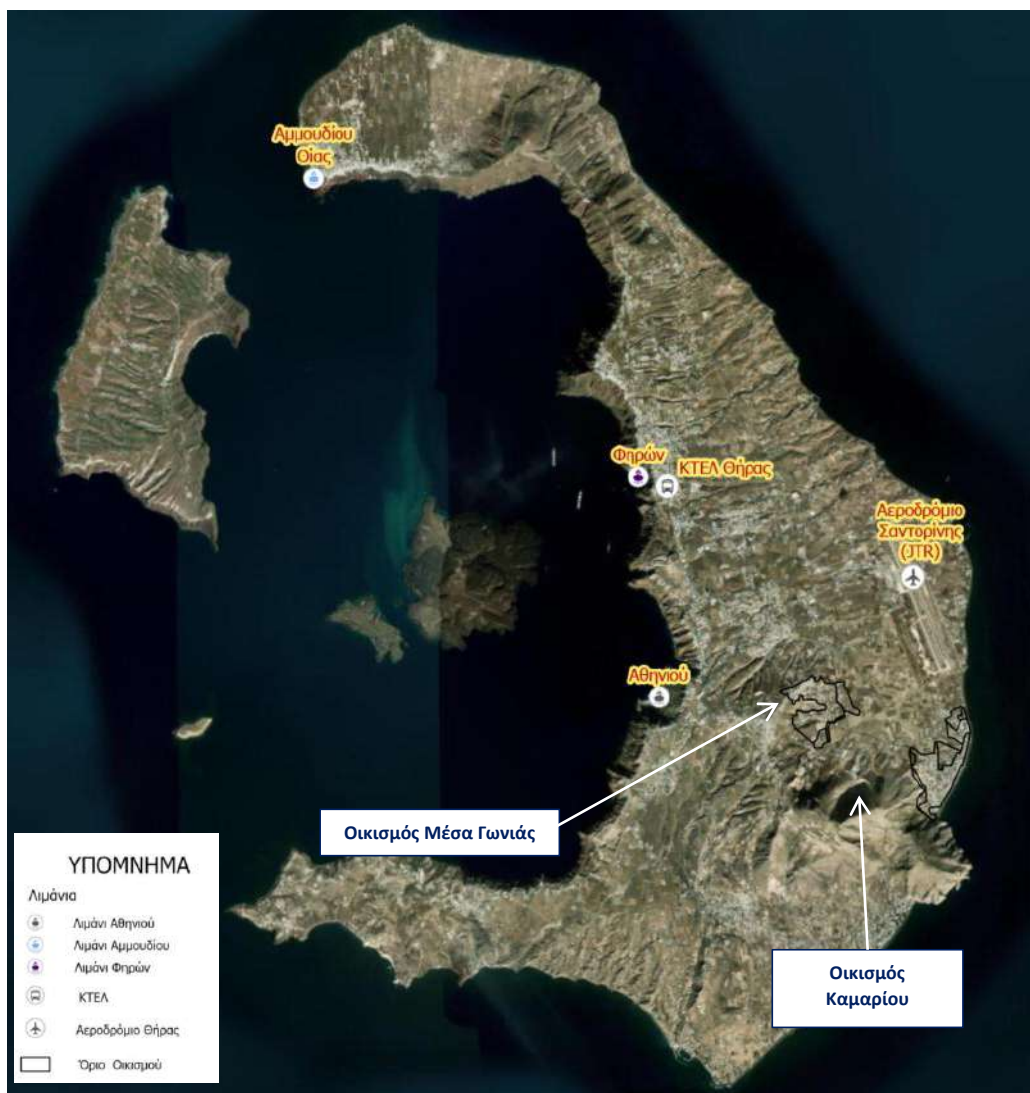 Αμμουδίου
Οίας
Φηρών
ΚΤΕΛ Θήρας
Αεροδρόμιο
Σαντορίνης
(JTR)
Αθηνιού
Οικισμός Μέσα Γωνιάς
Οικισμός
Καμαρίου
ΥΠΟΜΝΗΜΑ
Λιμάνια
Λιμάνι Αθηνιού
Λιμάνι Αμμουδίου
Λιμάνι Φηρών
ΚΤΕΛ
Αεροδρόμιο Θήρας
Όριο Οικισμού